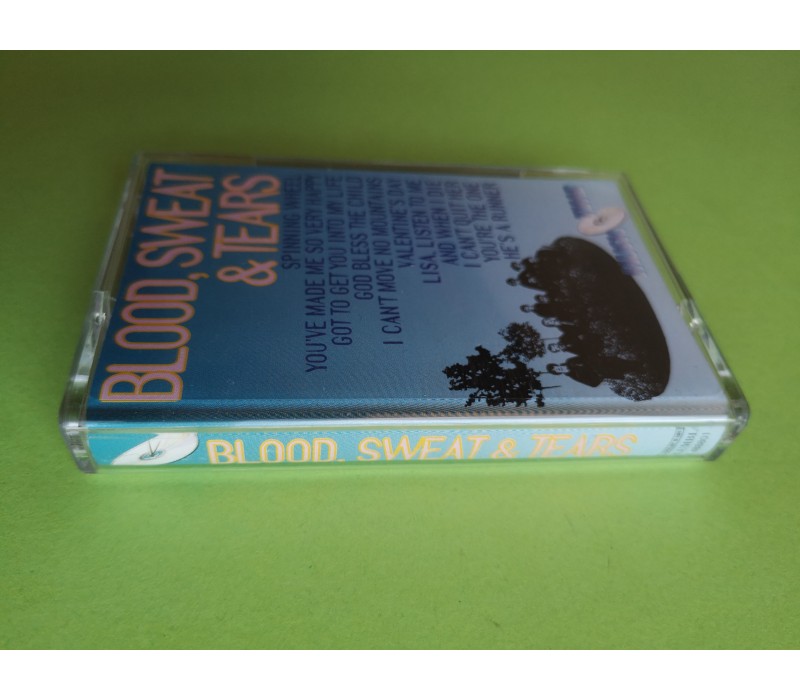 BLOOD, SWEAT
& TEARS
SPINNING WHEEL
YOU'VE MADE ME SO VERY HAPPY
GOT TO GET YOU INTO MY LIFE
GOD BLESS THE CHILD
I CAN'T MOVE NO MOUNTAINS
VALENTINE'S DAY
LISA, LISTEN TO ME
AND WHEN I DIE
I CAN'T QUIT HER
YOU'RE THE ONE
HE'S A RUNNER
BLOOD, SWEAT & TEARS